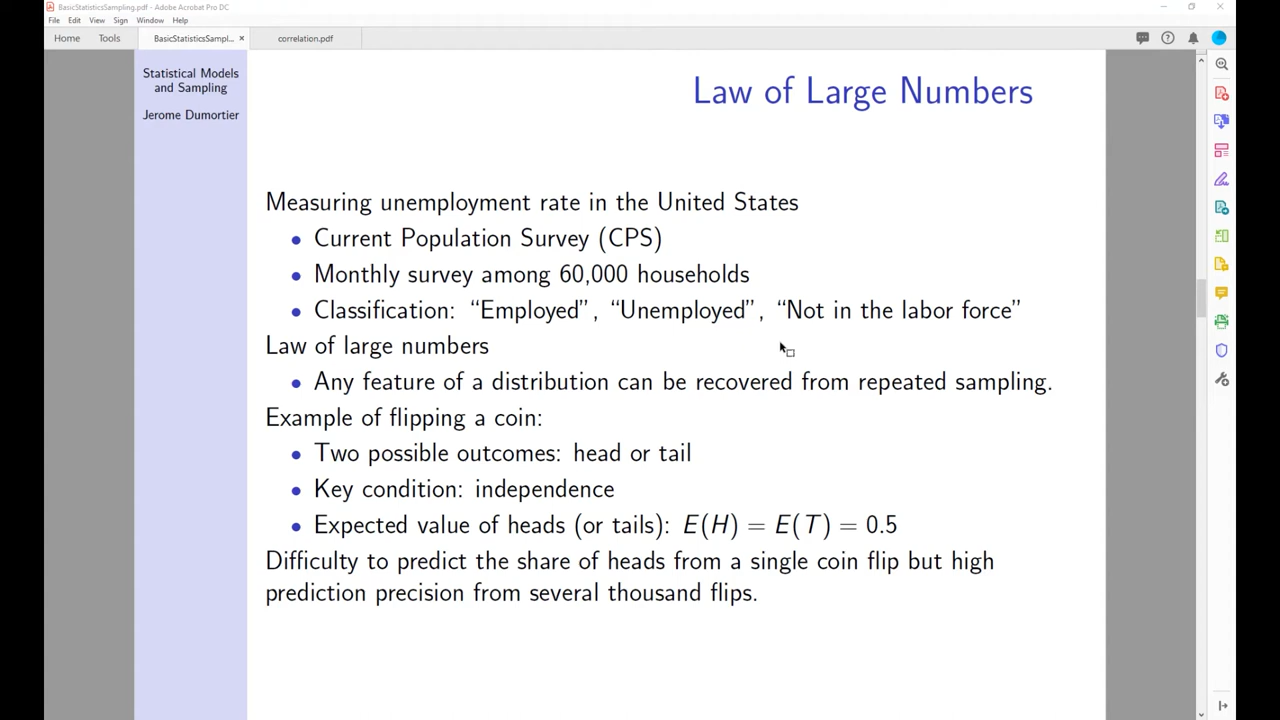 BasicStatisticsSampling.pdf - Adobe Acrobat Pro DC
File Edit View Sign Window Help
Home Tools BasicStatisticsSampl... × correlation.pdf
Statistical Models
and Sampling
Jerome Dumortier
Law of Large Numbers
Measuring unemployment rate in the United States
• Current Population Survey (CPS)
• Monthly survey among 60,000 households
• Classification: “Employed”, “Unemployed”, “Not in the labor force”
Law of large numbers
• Any feature of a distribution can be recovered from repeated sampling.
Example of flipping a coin:
• Two possible outcomes: head or tail
• Key condition: independence
• Expected value of heads (or tails): E(H) = E(T) = 0.5
Difficulty to predict the share of heads from a single coin flip but high
prediction precision from several thousand flips.